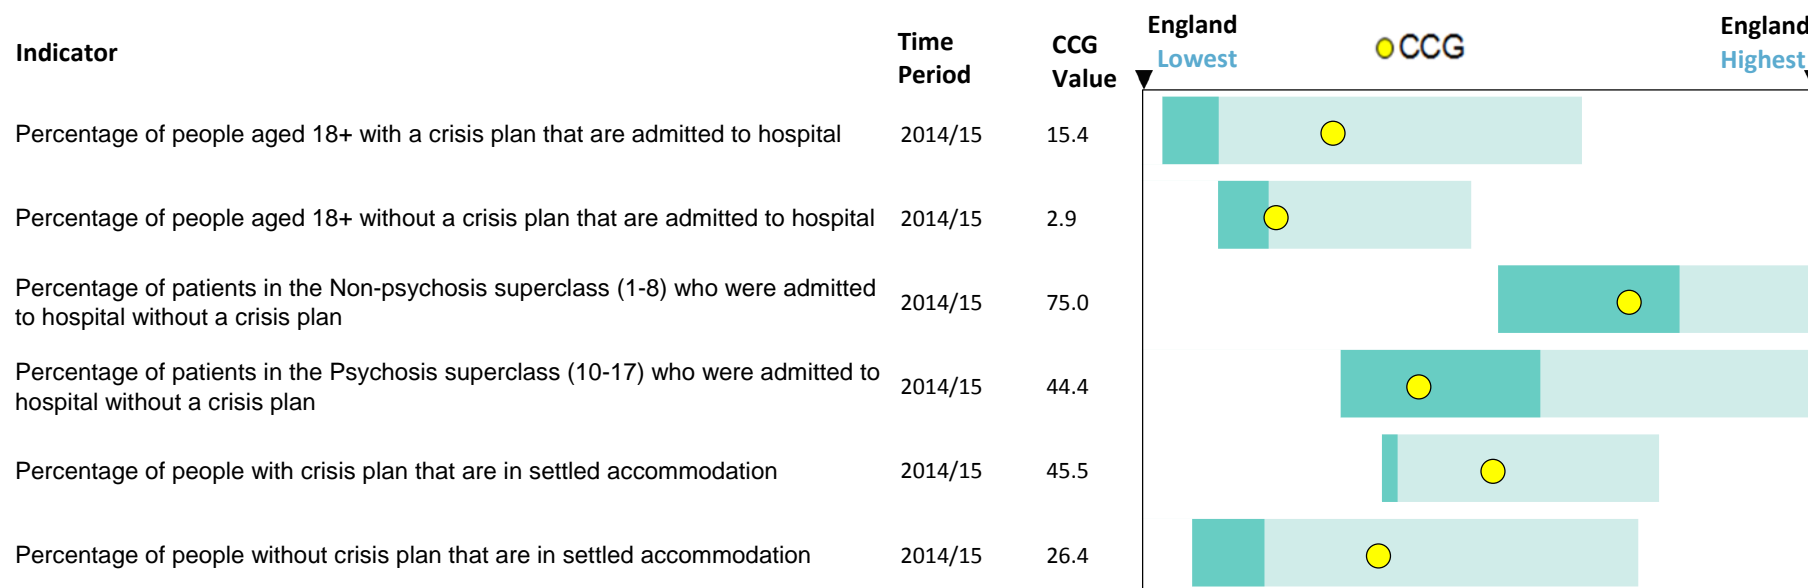 Indicator
Time Period
CCG Value
England Lowest
CCG
England Highest
Percentage of people aged 18+ with a crisis plan that are admitted to hospital 2014/15 15.4
Percentage of people aged 18+ without a crisis plan that are admitted to hospital 2014/15 2.9
Percentage of patients in the Non-psychosis superclass (1-8) who were admitted
to hospital without a crisis plan 2014/15 75.0
Percentage of patients in the Psychosis superclass (10-17) who were admitted to
hospital without a crisis plan 2014/15 44.4
Percentage of people with crisis plan that are in settled accommodation 2014/15 45.5
Percentage of people without crisis plan that are in settled accommodation 2014/15 26.4